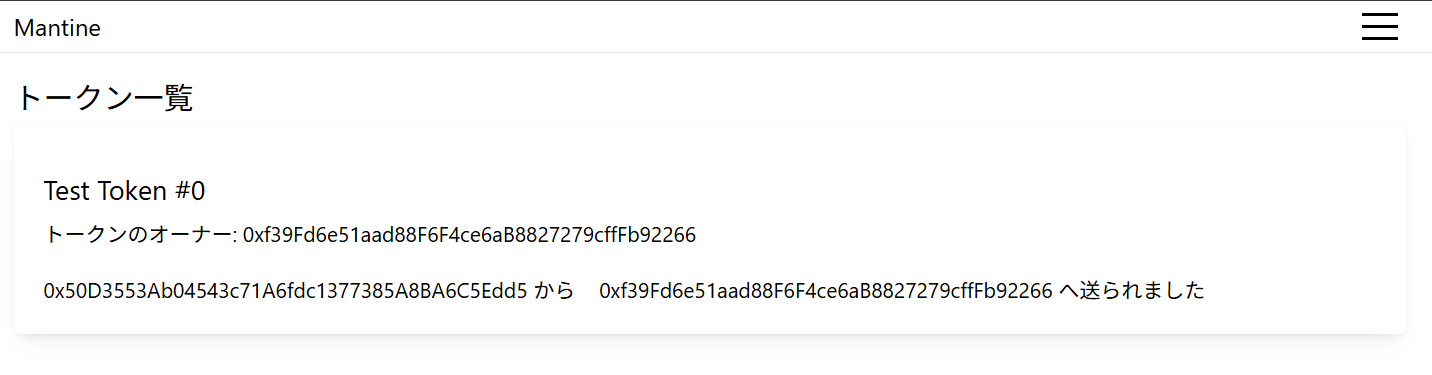 Mantine
トークン一覧
Test Token #0
トークンのオーナー: 0xf39Fd6e51aad88F6F4ce6aB8827279cffFb92266
0x50D3553Ab04543c71A6fdc1377385A8BA6C5Edd5 から　0xf39Fd6e51aad88F6F4ce6aB8827279cffFb92266 へ送られました